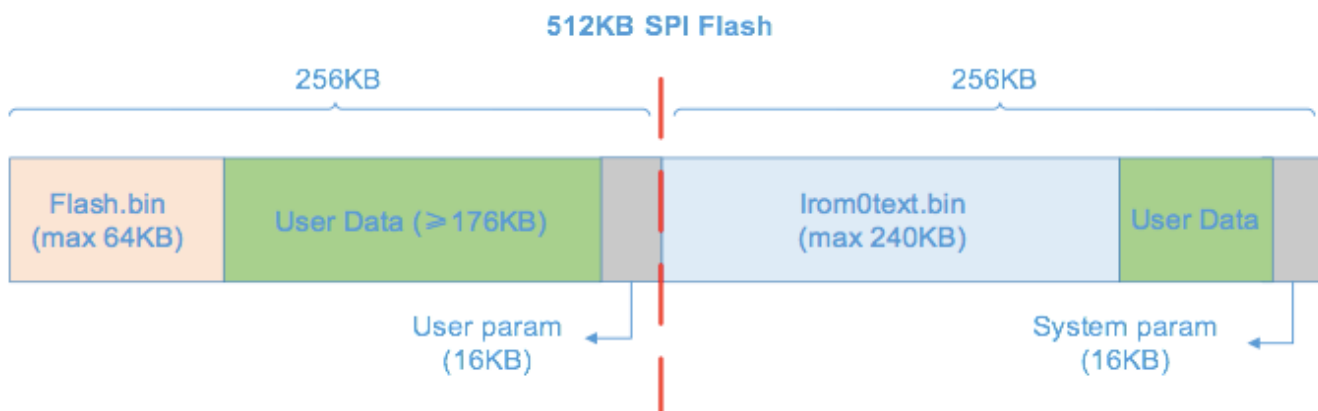 512KB SPI Flash
256KB
256KB
Flash.bin
(max 64KB)
User Data (⩾176KB)
Irom0text.bin
(max 240KB)
User Data
User param
(16KB)
System param
(16KB)